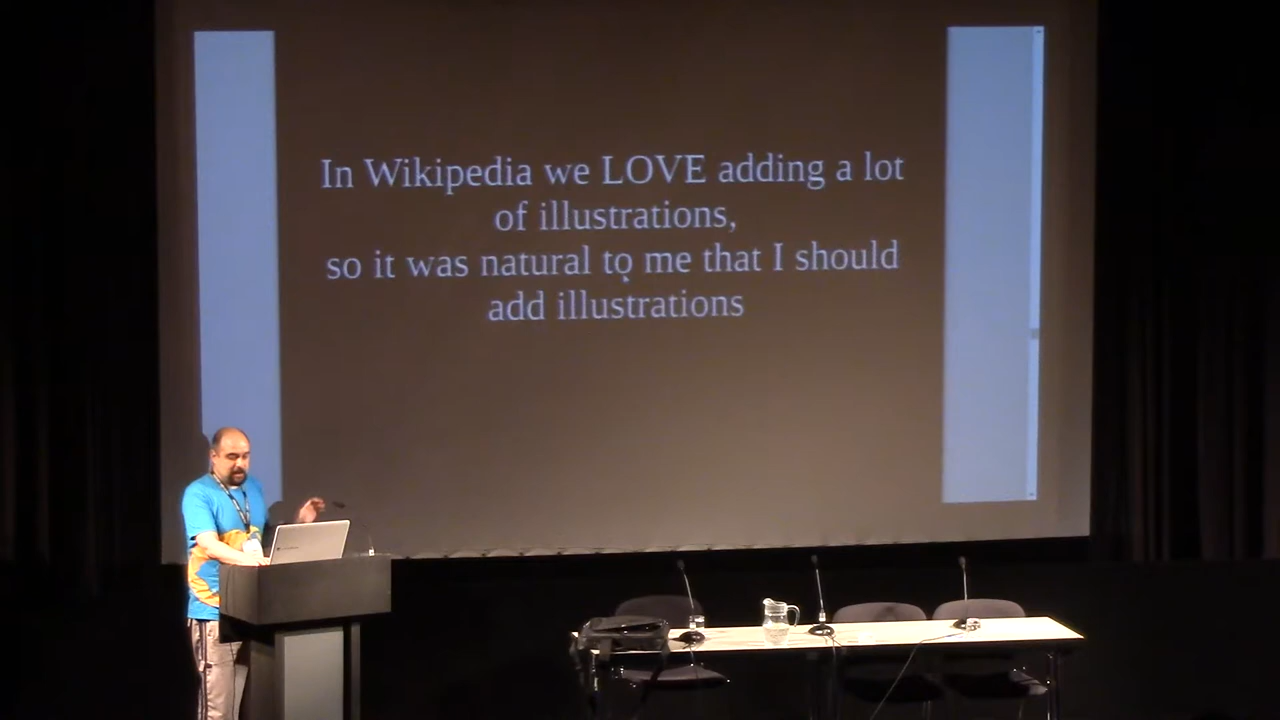 In Wikipedia we LOVE adding a lot
of illustrations,
so it was natural to me that I should
add illustrations